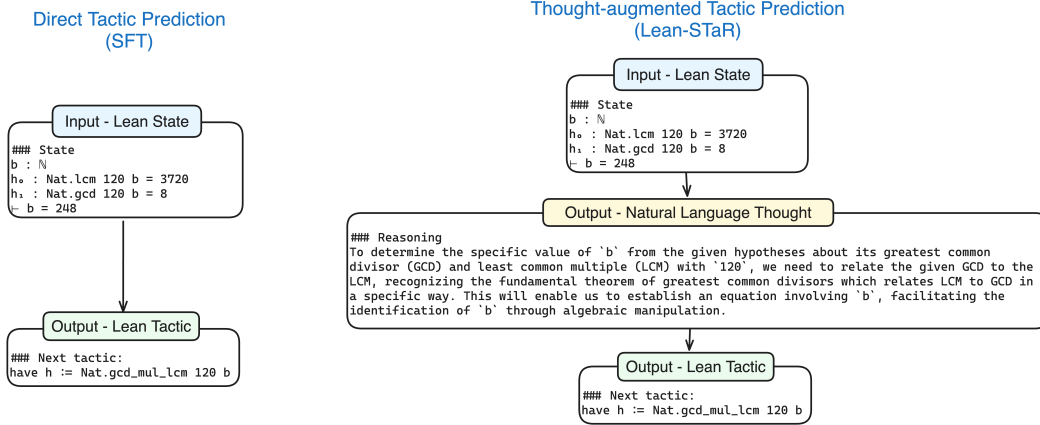 Direct Tactic Prediction
(SFT)
Input - Lean State
### State
b : ℕ
h₀ : Nat.lcm 120 b = 3720
h₁ : Nat.gcd 120 b = 8
⊢ b = 248
Output - Lean Tactic
### Next tactic:
have h := Nat.gcd_mul_lcm 120 b
Thought-augmented Tactic Prediction
(Lean-STaR)
Input - Lean State
### State
b : ℕ
h₀ : Nat.lcm 120 b = 3720
h₁ : Nat.gcd 120 b = 8
⊢ b = 248
Output - Natural Language Thought
### Reasoning
To determine the specific value of `b` from the given hypotheses about its greatest common
divisor (GCD) and least common multiple (LCM) with `120`, we need to relate the given GCD to the
LCM, recognizing the fundamental theorem of greatest common divisors which relates LCM to GCD in
a specific way. This will enable us to establish an equation involving `b`, facilitating the
identification of `b` through algebraic manipulation.
Output - Lean Tactic
### Next tactic:
have h := Nat.gcd_mul_lcm 120 b